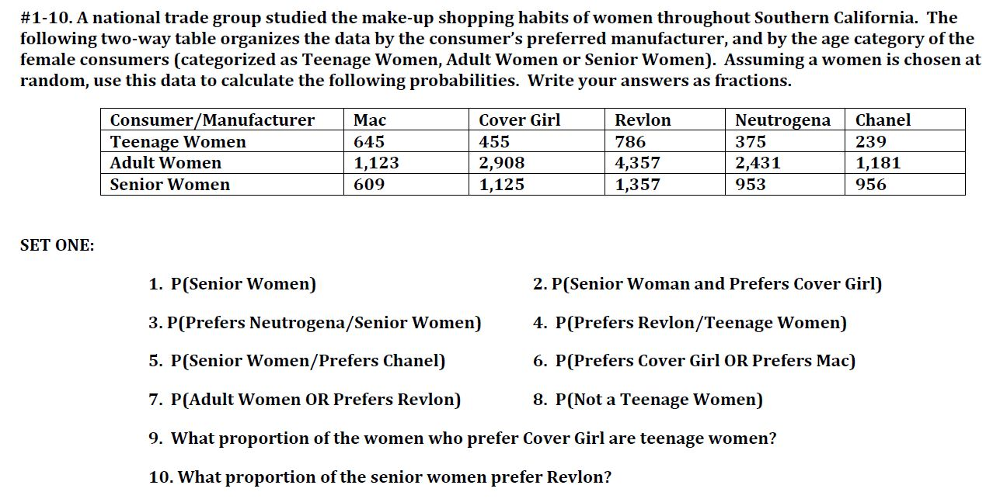 #1-10. A national trade group studied the make-up shopping habits of women throughout Southern California. The
following two-way table organizes the data by the consumer’s preferred manufacturer, and by the age category of the
female consumers (categorized as Teenage Women, Adult Women or Senior Women). Assuming a women is chosen at
random, use this data to calculate the following probabilities. Write your answers as fractions.
Consumer/Manufacturer Mac Cover Girl Revlon Neutrogena Chanel
Teenage Women 645 455 786 375 239
Adult Women 1,123 2,908 4,357 2,431 1,181
Senior Women 609 1,125 1,357 953 956
SET ONE:
1. P(Senior Women) 2. P(Senior Woman and Prefers Cover Girl)
3. P(Prefers Neutrogena/Senior Women) 4. P(Prefers Revlon/Teenage Women)
5. P(Senior Women/Prefers Chanel) 6. P(Prefers Cover Girl OR Prefers Mac)
7. P(Adult Women OR Prefers Revlon) 8. P(Not a Teenage Women)
9. What proportion of the women who prefer Cover Girl are teenage women?
10. What proportion of the senior women prefer Revlon?